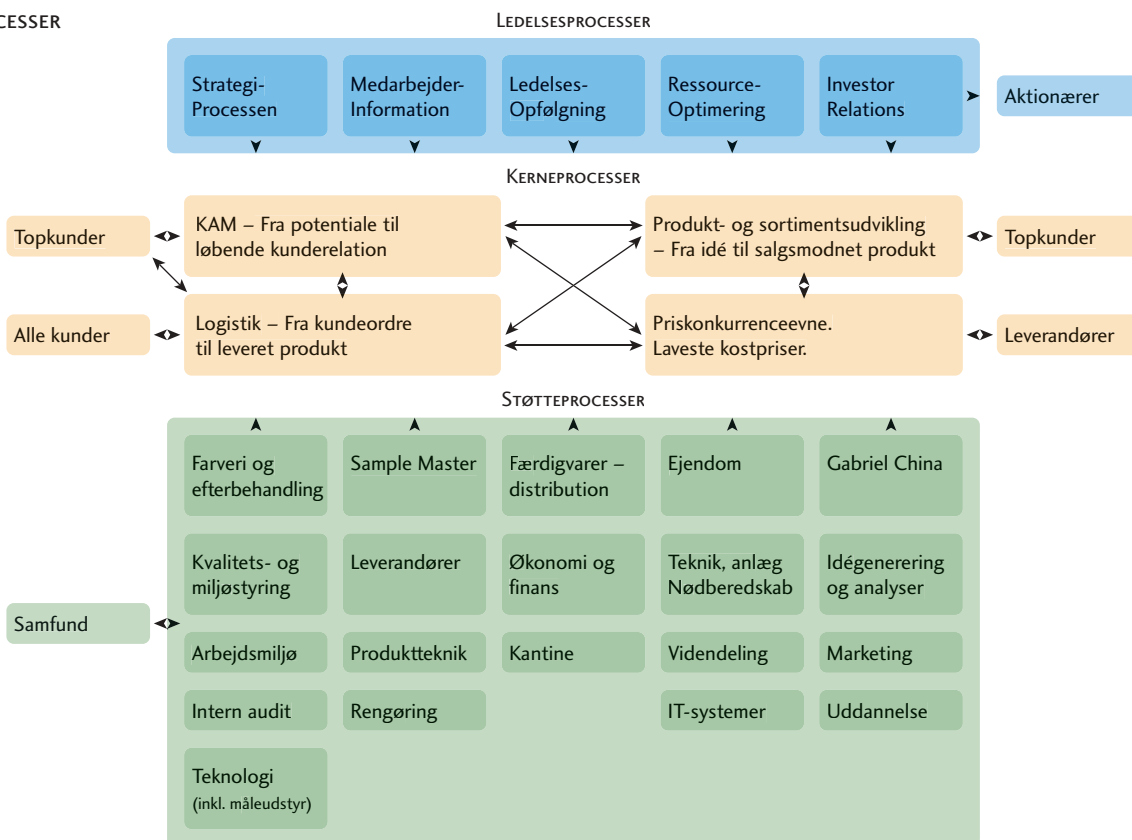 CESSER
LEDELSESPROCESSER
Strategi-
Processen
Medarbejder-
Information
Ledelses-
Opfølgning
Ressource-
Optimering
Investor
Relations
Aktionærer
KERNEPROCESSER
Topkunder
KAM – Fra potentiale til
løbende kunderelation
Produkt- og sortimentsudvikling
– Fra idé til salgsmodnet produkt
Topkunder
Alle kunder
Logistik – Fra kundeordre
til leveret produkt
Priskonkurrenceevne.
Laveste kostpriser.
Leverandører
STØTTEPROCESSER
Farveri og
efterbehandling
Sample Master
Færdigvarer –
distribution
Ejendom
Gabriel China
Kvalitets- og
miljøstyring
Leverandører
Økonomi og
finans
Teknik, anlæg
Nødberedskab
Idégenerering
og analyser
Samfund
Arbejdsmiljø
Produktteknik
Kantine
Videndeling
Marketing
Intern audit
Rengøring
IT-systemer
Uddannelse
Teknologi
(inkl. måleudstyr)